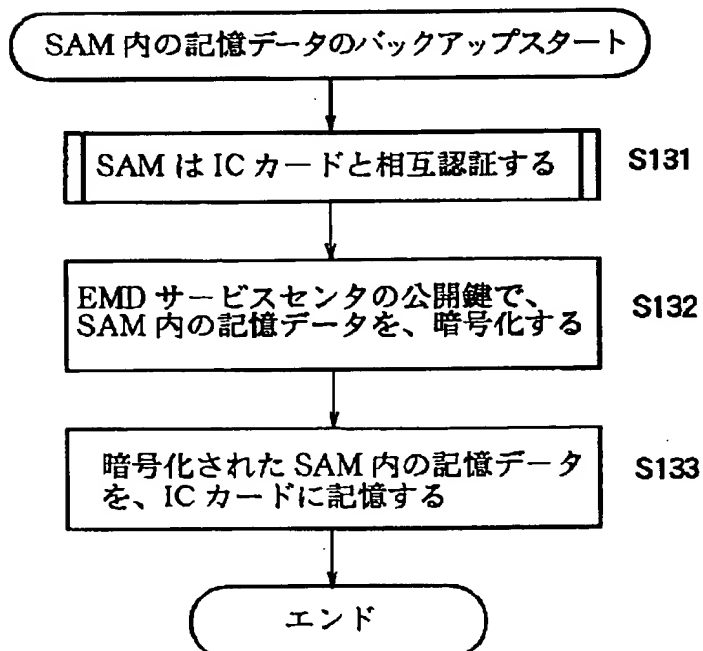 SAM 内の記憶データのバックアップスタート
SAM は IC カードと相互認証する
S131
EMD サービスセンタの公開鍵で、
SAM 内の記憶データを、暗号化する
S132
暗号化された SAM 内の記憶データ
を、IC カードに記憶する
S133
エンド